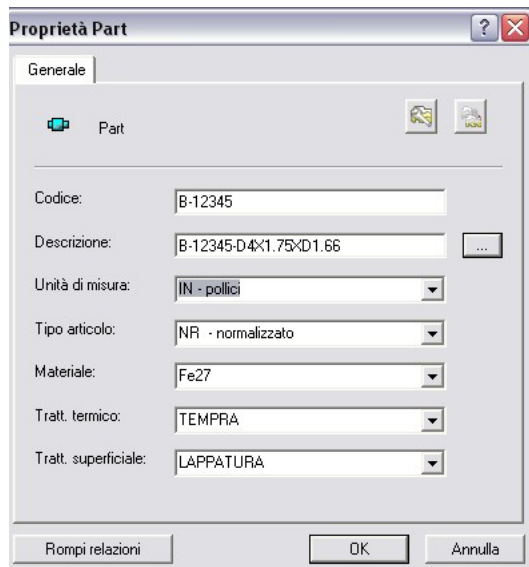 Proprietà Part
Generale
Part
Codice: B-12345
Descrizione: B-12345-D4X1.75XD1.66 ...
Unità di misura: IN - pollici
Tipo articolo: NR - normalizzato
Materiale: Fe27
Tratt. termico: TEMPRA
Tratt. superficiale: LAPPATURA
Rompi relazioni OK Annulla